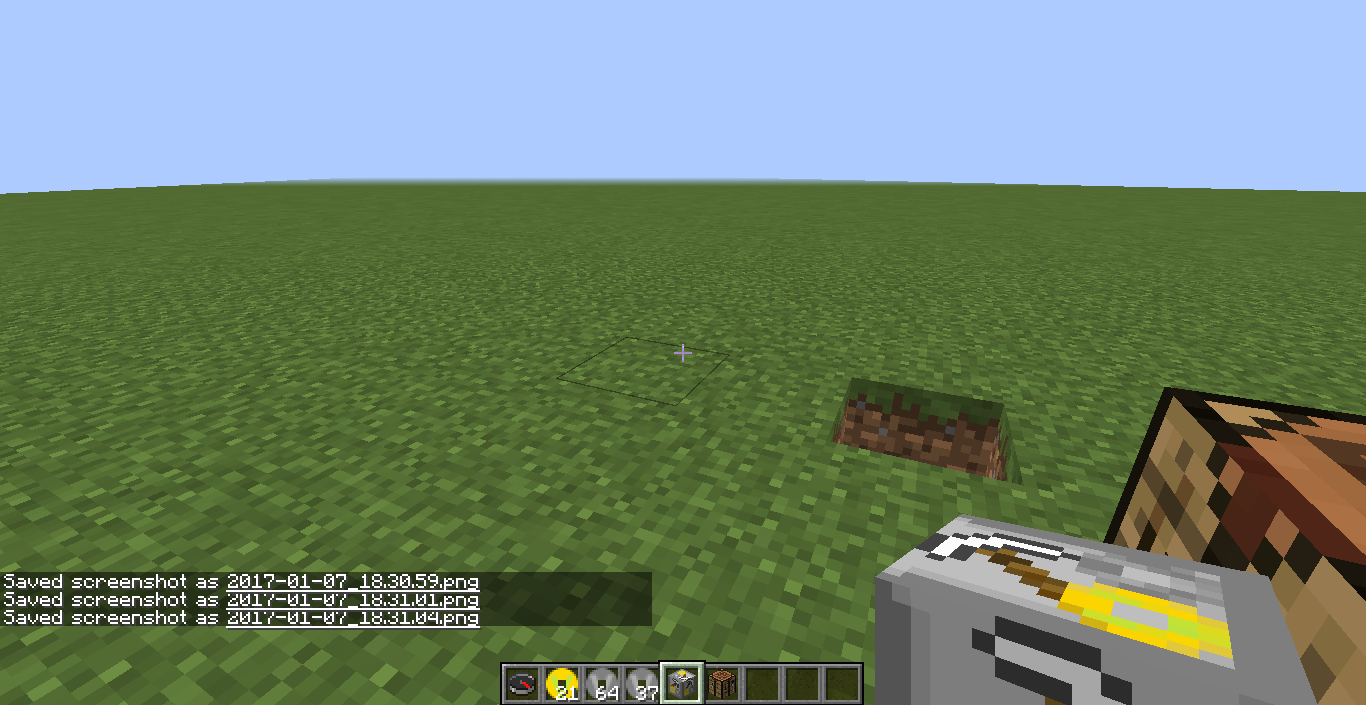 Saved screenshot as 2017-01-07_18.30.59.png
Saved screenshot as 2017-01-07_18.31.01.png
Saved screenshot as 2017-01-07_18.31.04.png
21 64 37